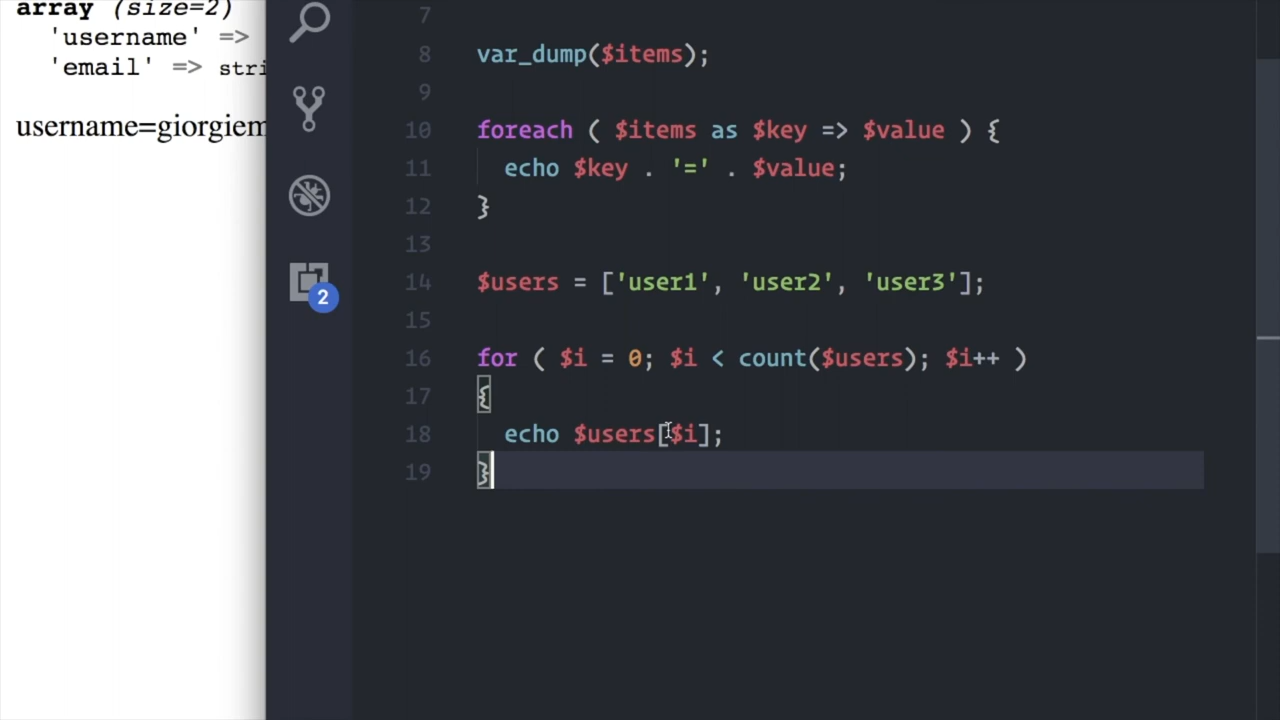 array (size=2)
'username' =>
'email' => stri
username=giorgiem
2
7
8 var_dump($items);
9
10 foreach ( $items as $key => $value ) {
11 echo $key . '=' . $value;
12 }
13
14 $users = ['user1', 'user2', 'user3'];
15
16 for ( $i = 0; $i < count($users); $i++ )
17 {
18 echo $users[$i];
19 }